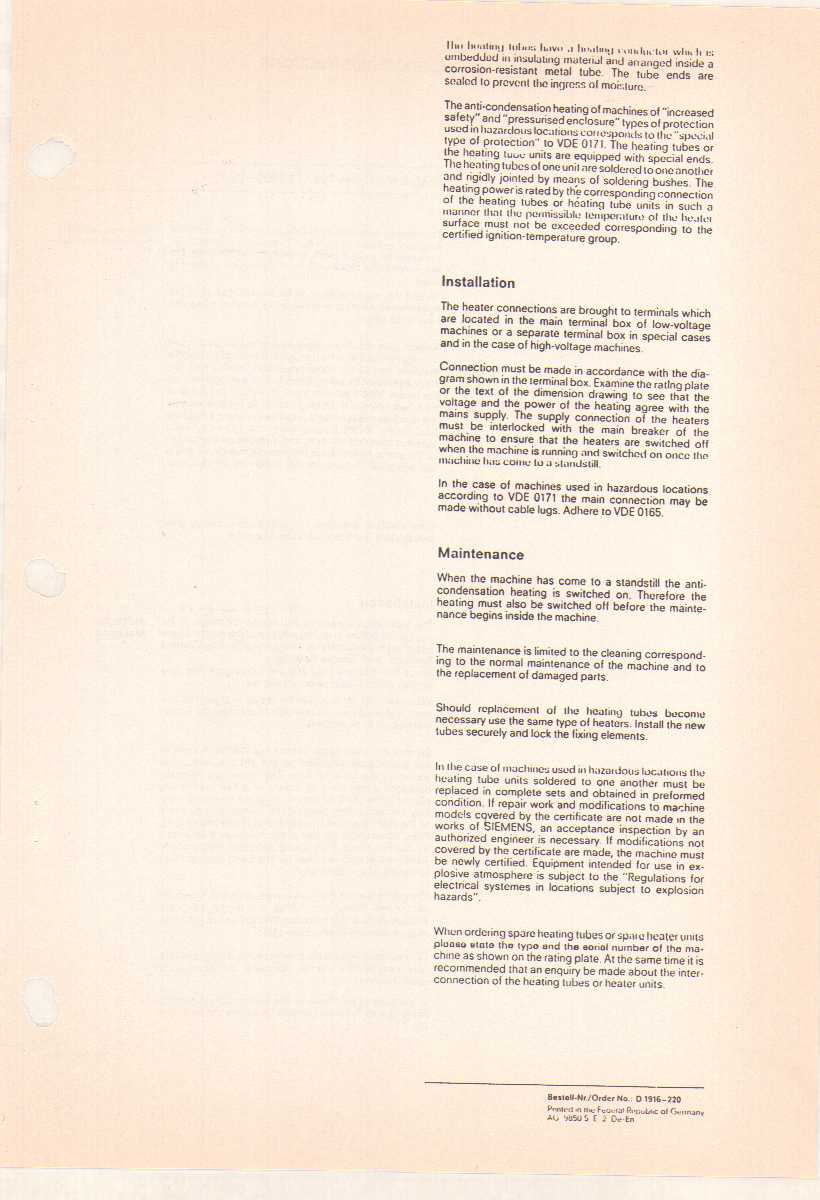 The heating tubes have a heating conductor which is
embedded in insulating material and arranged inside a
corrosion-resistant metal tube. The tube ends are
sealed to prevent the ingress of moisture.
The anti-condensation heating of machines of "increased
safety" and "pressurised enclosure" types of protection
used in hazardous locations corresponds to the "special
type of protection" to VDE 0171. The heating tubes or
the heating tube units are equipped with special ends.
The heating tubes of one unit are soldered to one another
and rigidly jointed by means of soldering bushes. The
heating power is rated by the corresponding connection
of the heating tubes or heating tube units in such a
manner that the permissible temperature of the heater
surface must not be exceeded corresponding to the
certified ignition-temperature group.
Installation
The heater connections are brought to terminals which
are located in the main terminal box of low-voltage
machines or a separate terminal box in special cases
and in the case of high-voltage machines.
Connection must be made in accordance with the dia-
gram shown in the terminal box. Examine the rating plate
or the text of the dimension drawing to see that the
voltage and the power of the heating agree with the
mains supply. The supply connection of the heaters
must be interlocked with the main breaker of the
machine to ensure that the heaters are switched off
when the machine is running and switched on once the
machine has come to a standstill.
In the case of machines used in hazardous locations
according to VDE 0171 the main connection may be
made without cable lugs. Adhere to VDE 0165.
Maintenance
When the machine has come to a standstill the anti-
condensation heating is switched on. Therefore the
heating must also be switched off before the mainte-
nance begins inside the machine.
The maintenance is limited to the cleaning correspond-
ing to the normal maintenance of the machine and to
the replacement of damaged parts.
Should replacement of the heating tubes become
necessary use the same type of heaters. Install the new
tubes securely and lock the fixing elements.
In the case of machines used in hazardous locations the
heating tube units soldered to one another must be
replaced in complete sets and obtained in preformed
condition. If repair work and modifications to machine
models covered by the certificate are not made in the
works of SIEMENS, an acceptance inspection by an
authorized engineer is necessary. If modifications not
covered by the certificate are made, the machine must
be newly certified. Equipment intended for use in ex-
plosive atmosphere is subject to the "Regulations for
electrical systemes in locations subject to explosion
hazards".
When ordering spare heating tubes or spare heater units
please state the type and the serial number of the ma-
chine as shown on the rating plate. At the same time it is
recommended that an enquiry be made about the inter-
connection of the heating tubes or heater units.
Bestell-Nr./Order No.: D 1916–220
Printed in the Federal Republic of Germany
AG 9850 5 E 2 De-En